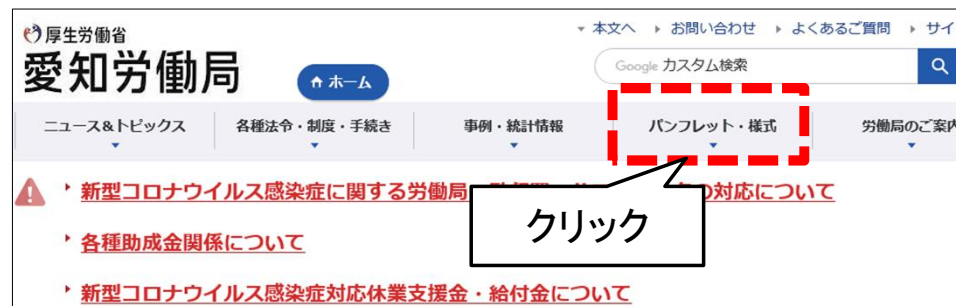 厚生労働省
▼ 本文へ ▶ お問い合わせ ▶ よくあるご質問 ▶ サイ
愛知労働局
ホーム
Google カスタム検索
ニュース&トピックス 各種法令・制度・手続き 事例・統計情報 パンフレット・様式 労働局のご案内
新型コロナウイルス感染症に関する労働局 の対応について
クリック
各種助成金関係について
新型コロナウイルス感染症対応休業支援金・給付金について